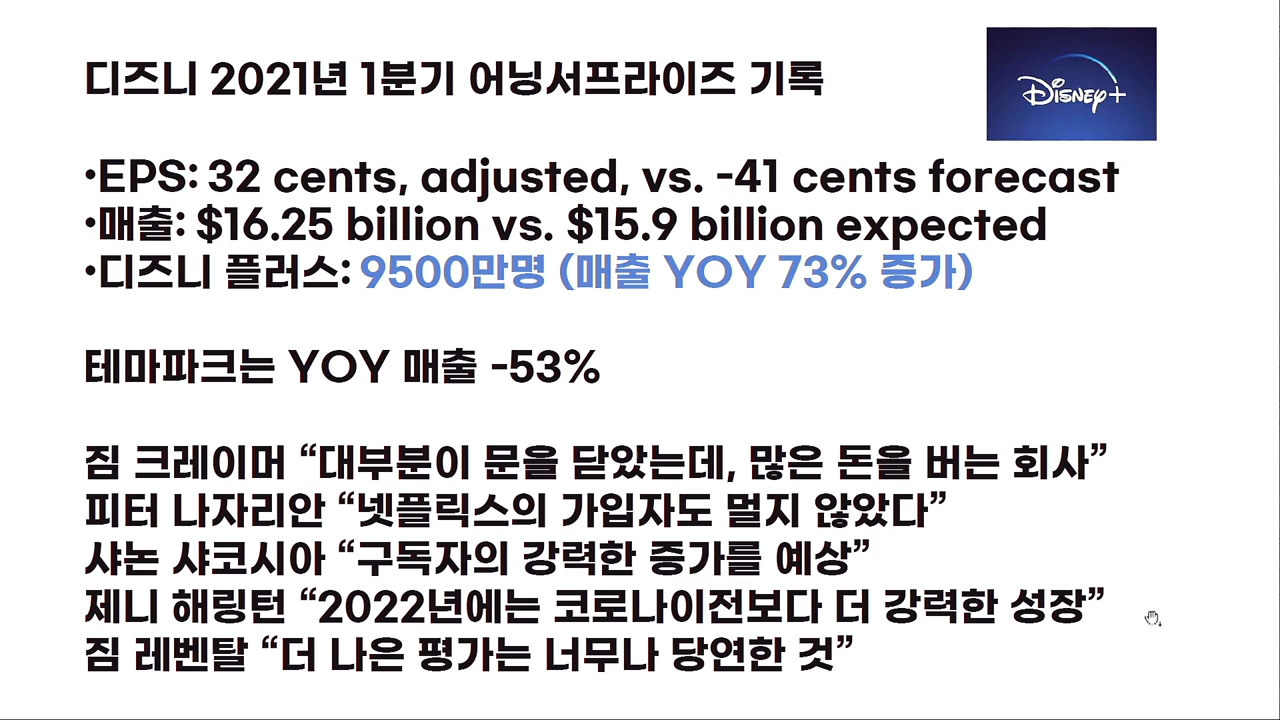 디즈니 2021년 1분기 어닝서프라이즈 기록
Disney+
•EPS: 32 cents, adjusted, vs. -41 cents forecast
•매출: $16.25 billion vs. $15.9 billion expected
•디즈니 플러스: 9500만명 (매출 YOY 73% 증가)
테마파크는 YOY 매출 -53%
짐 크레이머 “대부분이 문을 닫았는데, 많은 돈을 버는 회사”
피터 나자리안 “넷플릭스의 가입자도 멀지 않았다”
샤논 샤코시아 “구독자의 강력한 증가를 예상”
제니 해링턴 “2022년에는 코로나이전보다 더 강력한 성장”
짐 레벤탈 “더 나은 평가는 너무나 당연한 것”